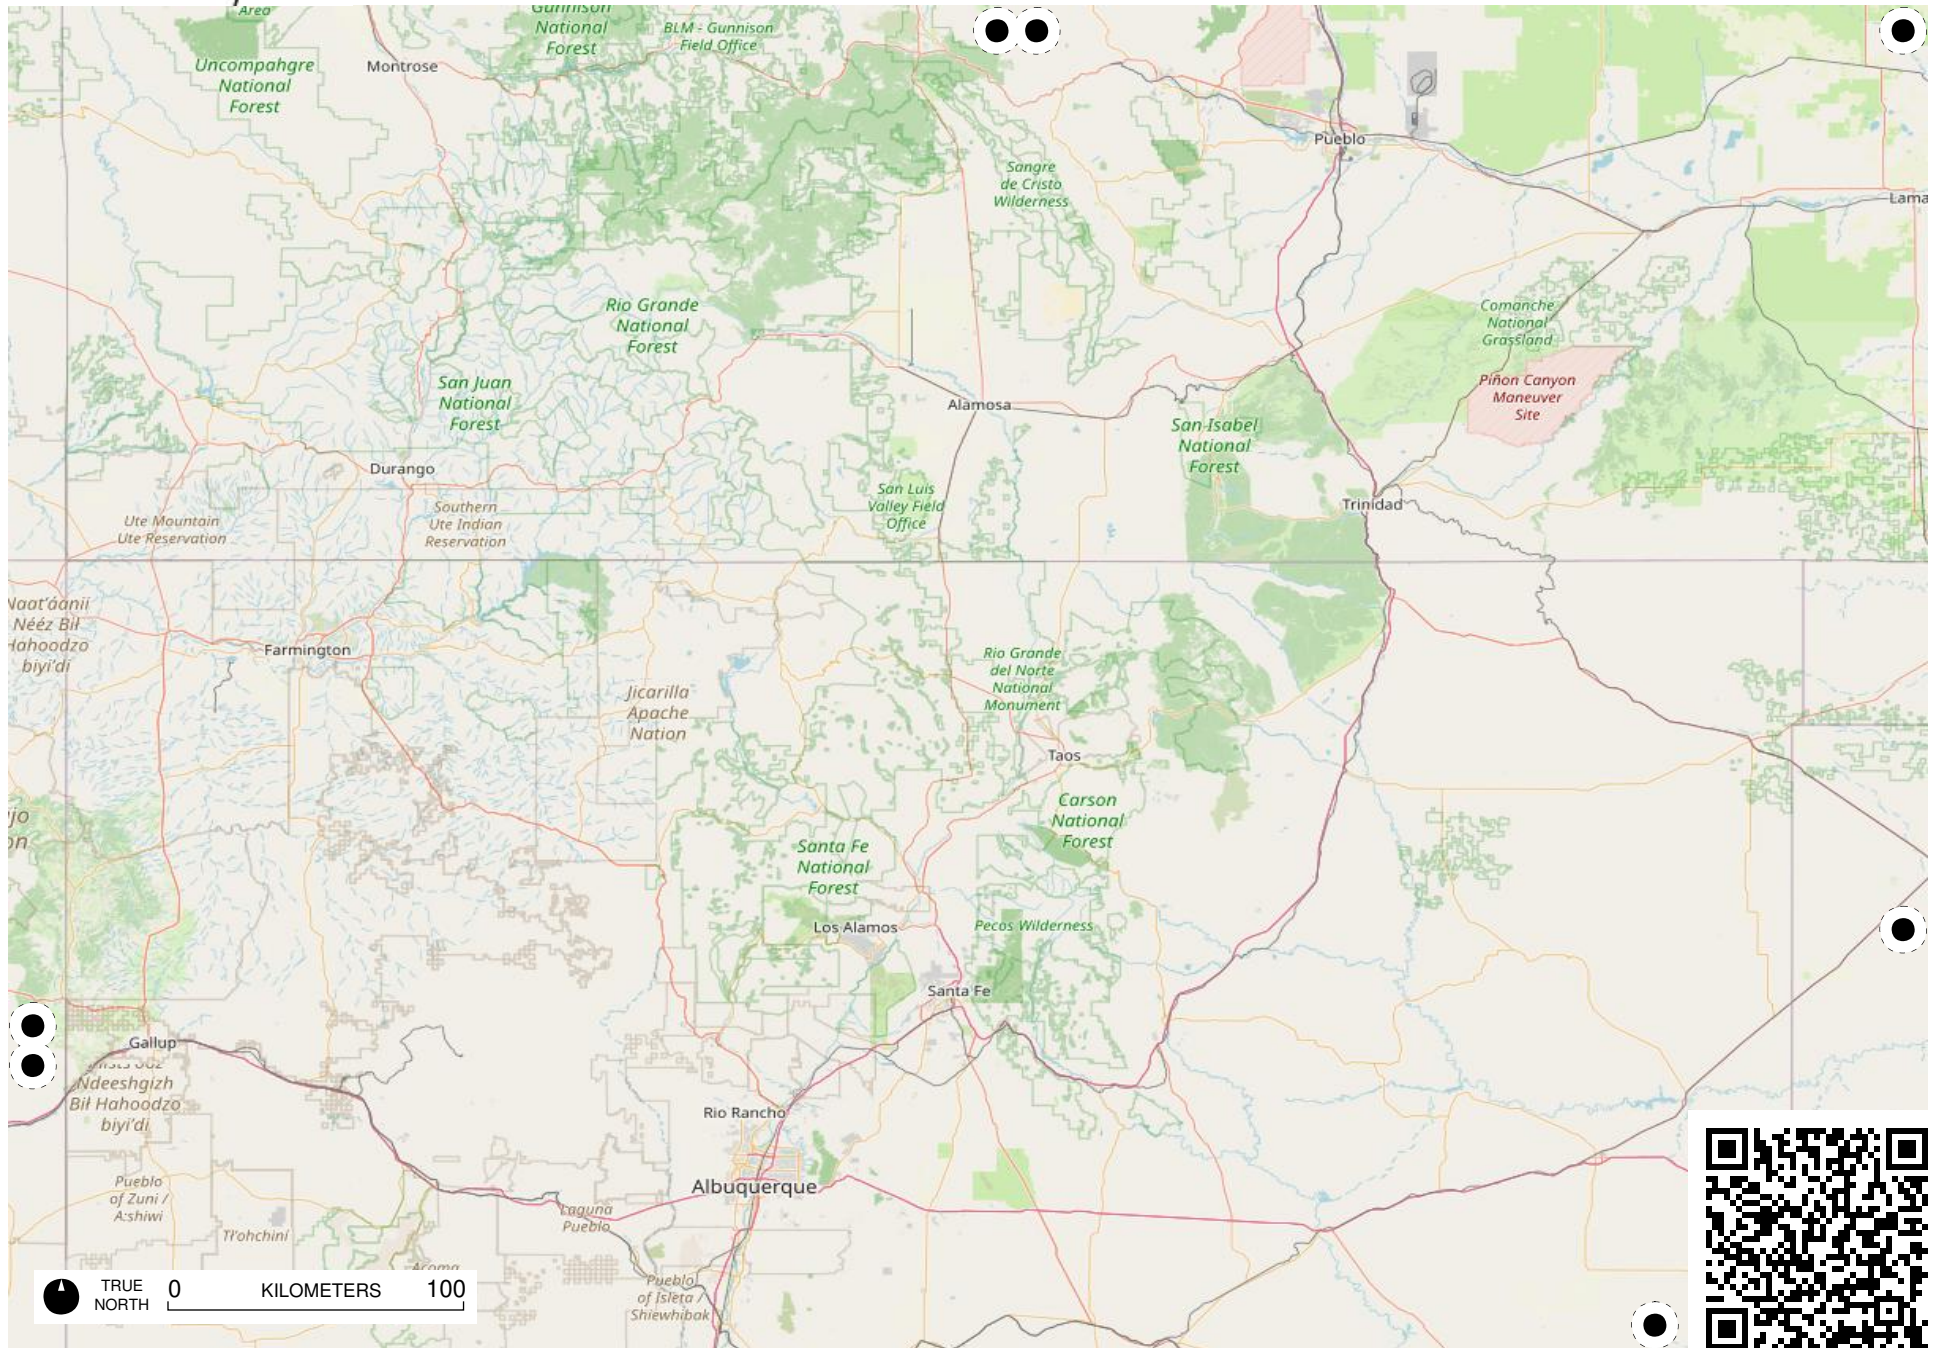 Area
Gunnison
National
Forest
BLM - Gunnison
Field Office
Uncompahgre
National
Forest
Montrose
Pueblo
Sangre
de Cristo
Wilderness
Lama
Rio Grande
National
Forest
Comanche
National
Grassland
San Juan
National
Forest
Piñon Canyon
Maneuver
Site
Alamosa
San Isabel
National
Forest
Durango
San Luis
Valley Field
Office
Trinidad
Ute Mountain
Ute Reservation
Southern
Ute Indian
Reservation
Naat'áanii
Nééz Bił
Hahoodzo
biyi'di
Farmington
Rio Grande
del Norte
National
Monument
Jicarilla
Apache
Nation
Taos
Carson
National
Forest
jo
on
Santa Fe
National
Forest
Los Alamos
Pecos Wilderness
Santa Fe
Gallup
Ndeeshgizh
Bił Hahoodzo
biyi'di
Rio Rancho
Albuquerque
Pueblo
of Zuni /
A:shiwi
Tł'ohchiní
Laguna
Pueblo
Acoma
Pueblo
of Isleta /
Shiewhibak
TRUE
NORTH
0 KILOMETERS 100